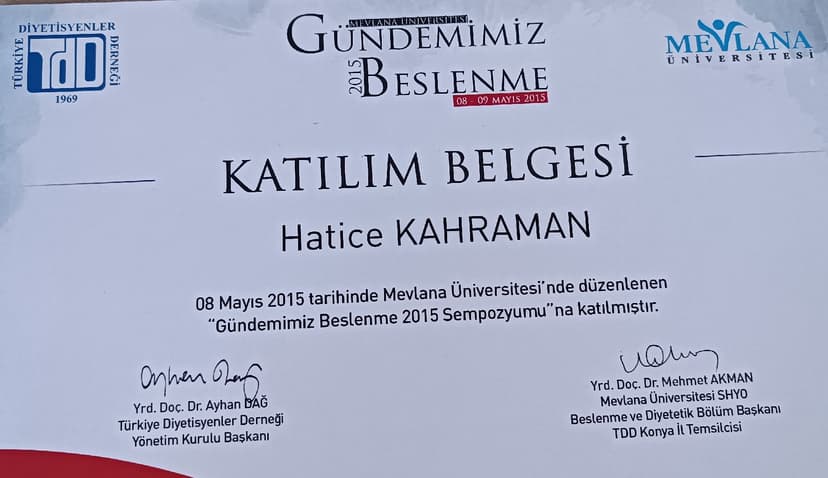 DİYETİSYENLER
TÜRKİYE
TDD
DERNEĞİ
1969
MEVLANA ÜNİVERSİTESİ
GÜNDEMİMİZ
2015
BESLENME
08 - 09 MAYIS 2015
MEVLANA
ÜNİVERSİTESİ
KATILIM BELGESİ
Hatice KAHRAMAN
08 Mayıs 2015 tarihinde Mevlana Üniversitesi'nde düzenlenen
"Gündemimiz Beslenme 2015 Sempozyumu"na katılmıştır.
Yrd. Doç. Dr. Ayhan DAĞ
Türkiye Diyetisyenler Derneği
Yönetim Kurulu Başkanı
Yrd. Doç. Dr. Mehmet AKMAN
Mevlana Üniversitesi SHYO
Beslenme ve Diyetetik Bölüm Başkanı
TDD Konya İl Temsilcisi